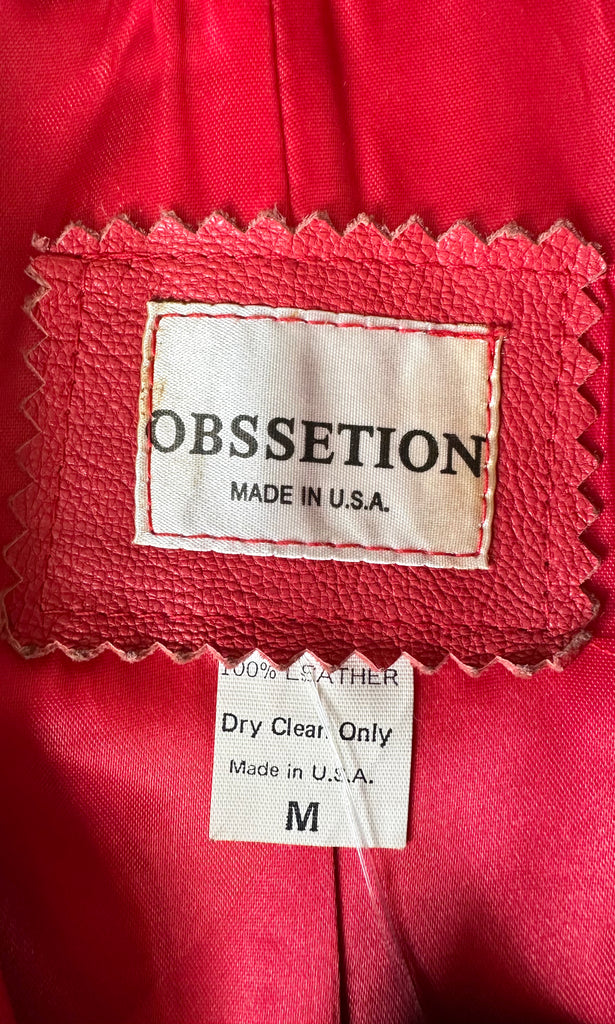 OBSSETION
MADE IN U.S.A.
100% LEATHER
Dry Clean Only
Made in U.S.A.
M